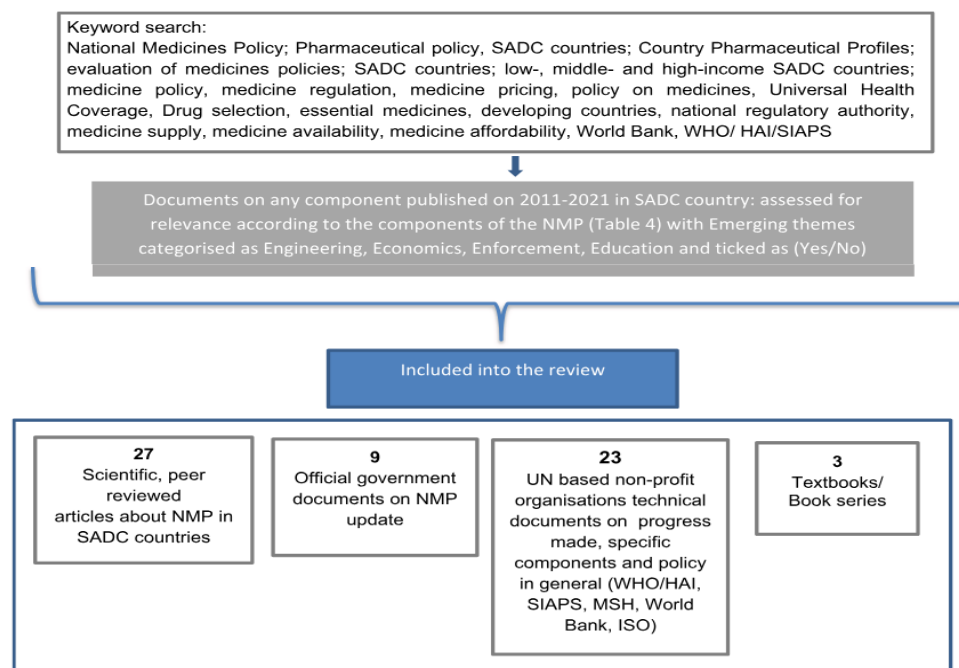 Keyword search:
National Medicines Policy; Pharmaceutical policy, SADC countries; Country Pharmaceutical Profiles;
evaluation of medicines policies; SADC countries; low-, middle- and high-income SADC countries;
medicine policy, medicine regulation, medicine pricing, policy on medicines, Universal Health
Coverage, Drug selection, essential medicines, developing countries, national regulatory authority,
medicine supply, medicine availability, medicine affordability, World Bank, WHO/ HAI/SIAPS
Documents on any component published on 2011-2021 in SADC country: assessed for
relevance according to the components of the NMP (Table 4) with Emerging themes
categorised as Engineering, Economics, Enforcement, Education and ticked as (Yes/No)
Included into the review
27
Scientific, peer
reviewed
articles about NMP in
SADC countries
9
Official government
documents on NMP
update
23
UN based non-profit
organisations technical
documents on progress
made, specific
components and policy
in general (WHO/HAI,
SIAPS, MSH, World
Bank, ISO)
3
Textbooks/
Book series